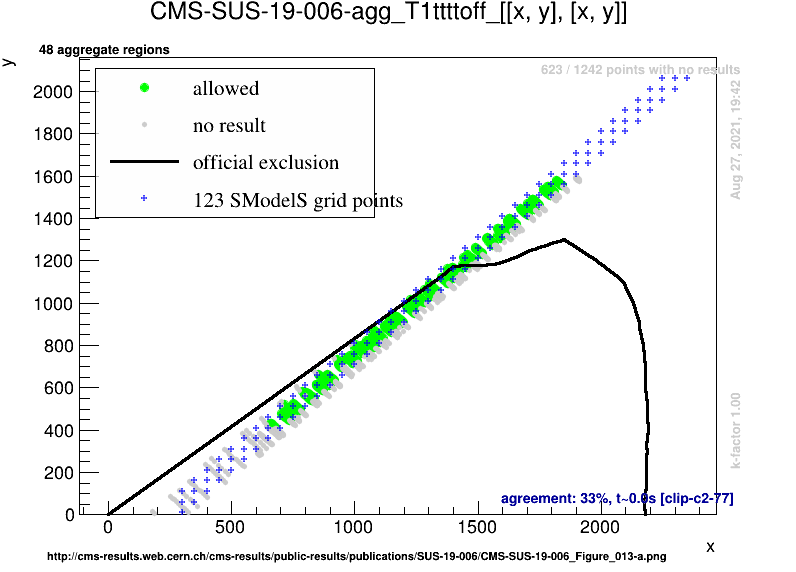 CMS-SUS-19-006-agg_T1ttttoff_[[x, y], [x, y]]
48 aggregate regions
y
623 / 1242 points with no results
allowed
no result
official exclusion
123 SModelS grid points
Aug 27, 2021, 19:42
2000
1800
1600
1400
1200
1000
800
600
400
200
0
k-factor 1.00
agreement: 33%, t~0.0s [clip-c2-77]
0
500
1000
1500
2000
x
http://cms-results.web.cern.ch/cms-results/public-results/publications/SUS-19-006/CMS-SUS-19-006_Figure_013-a.png